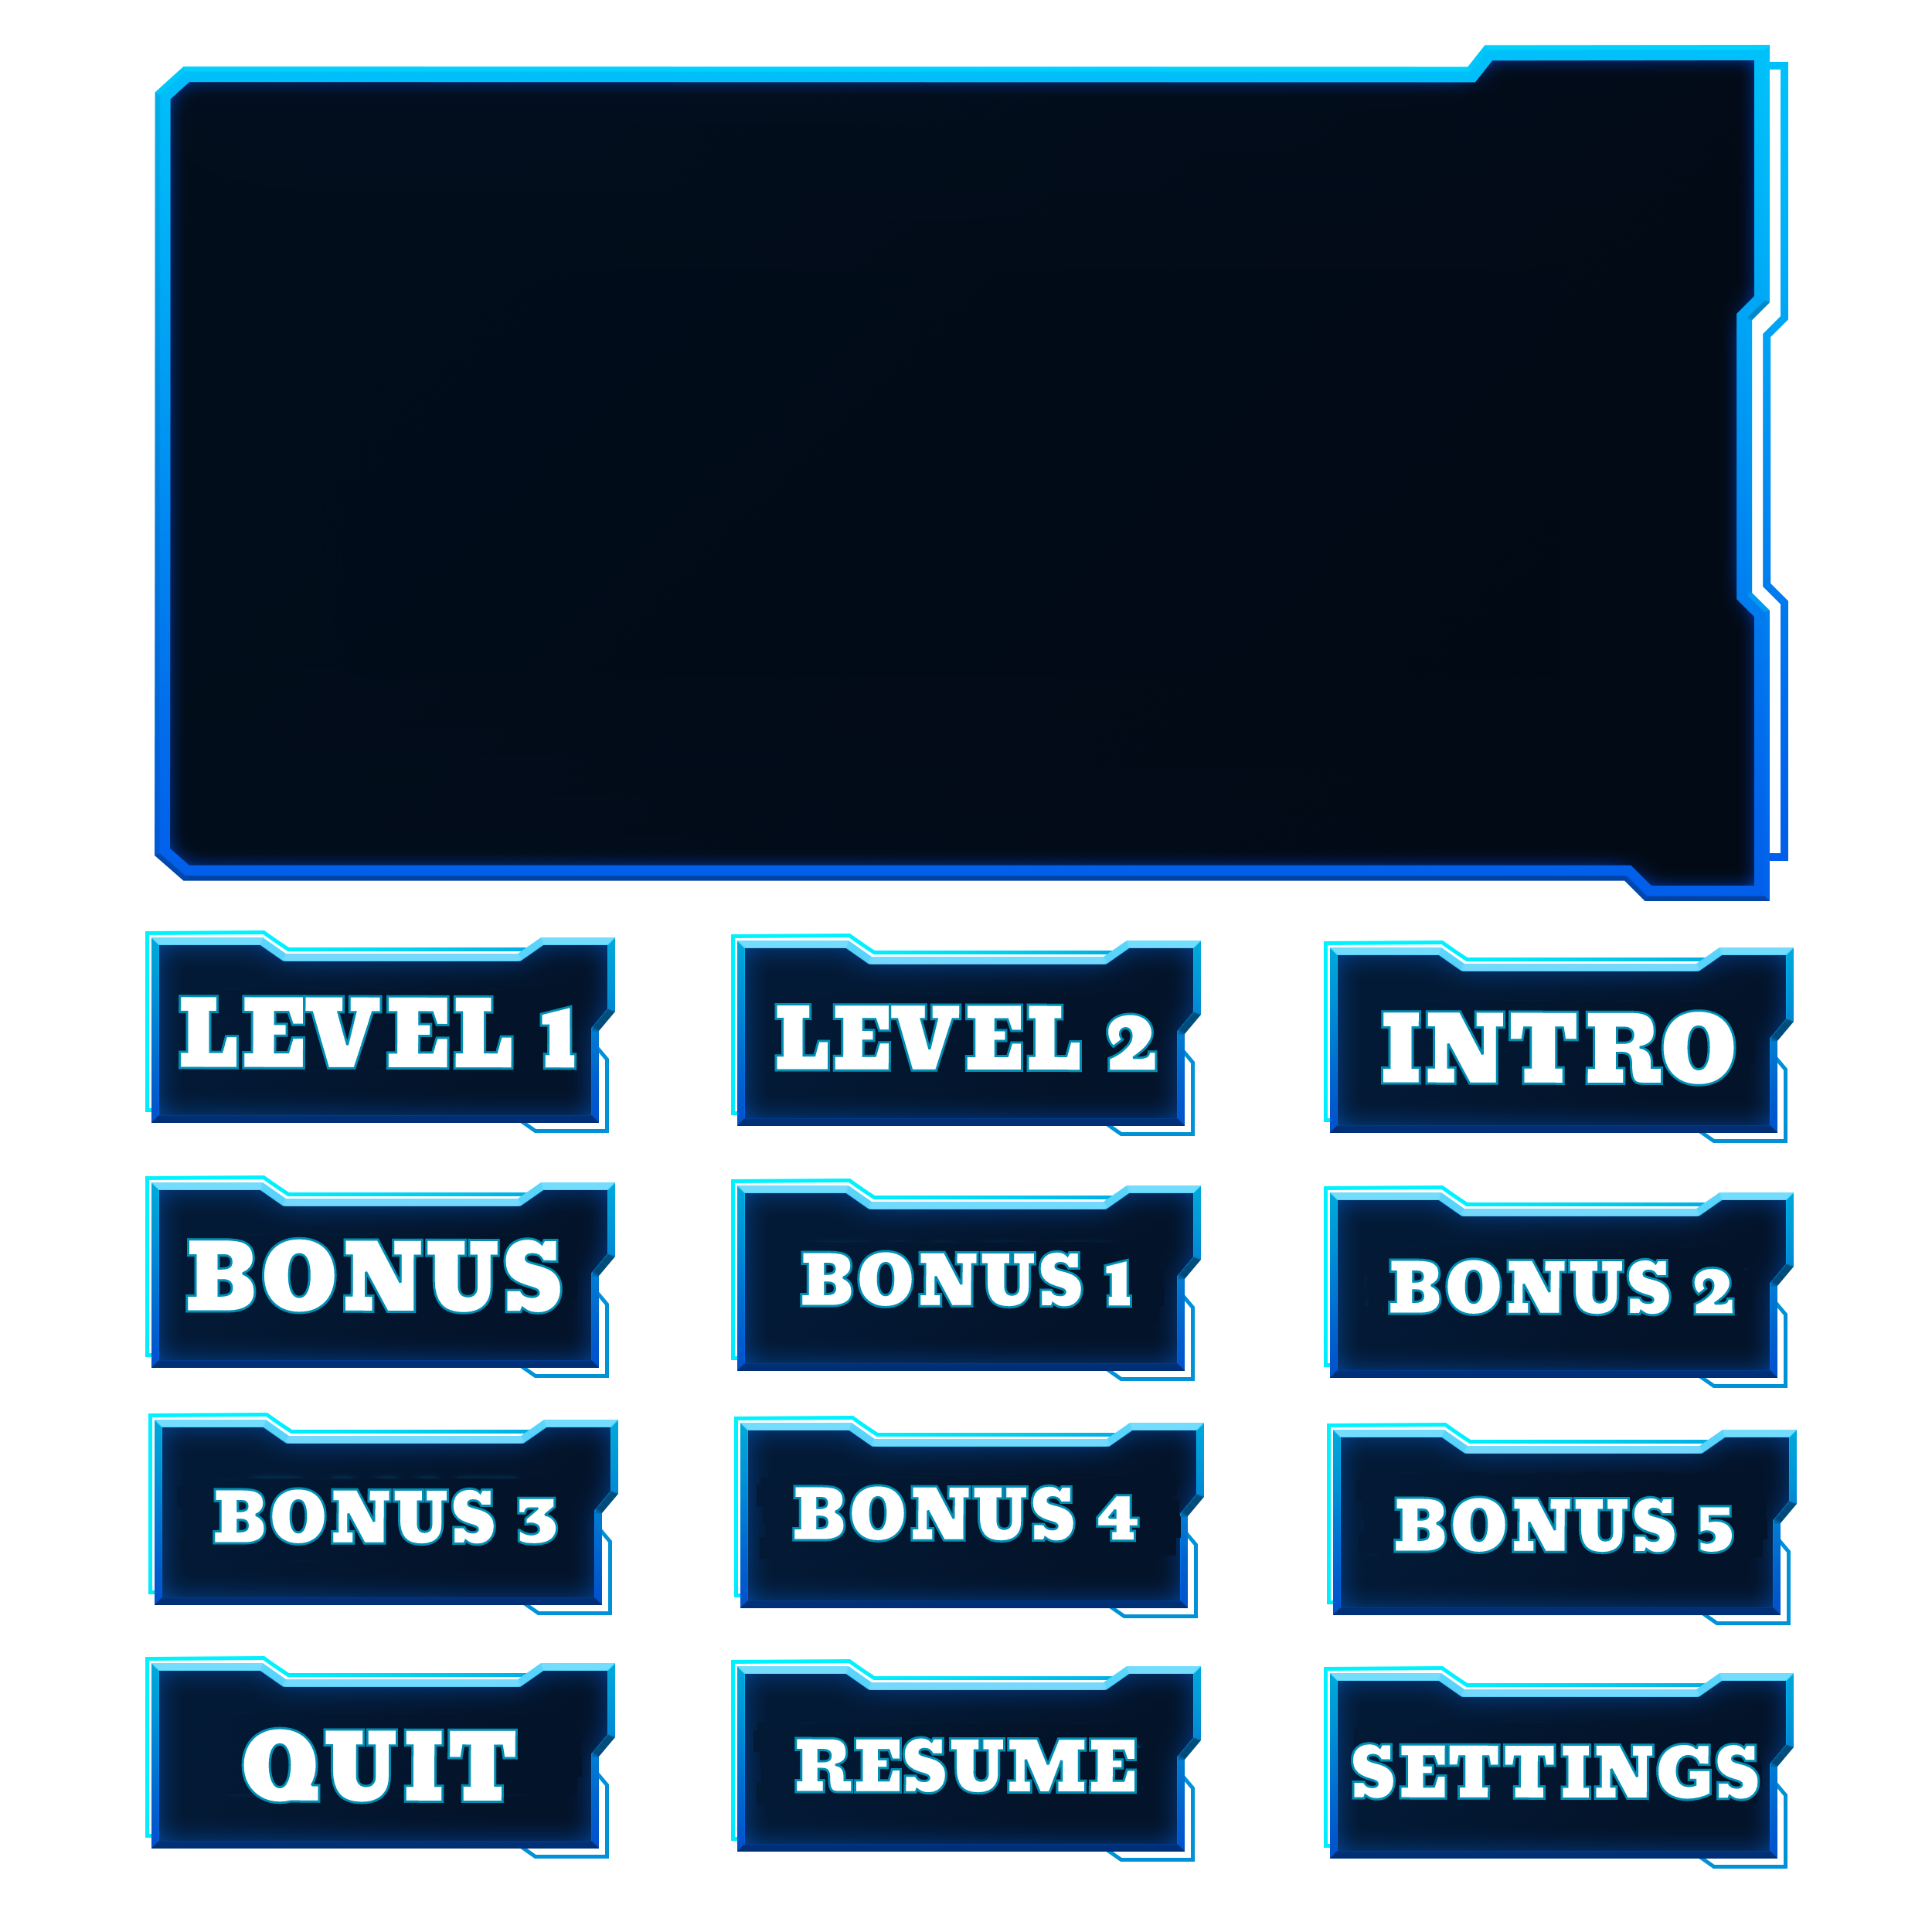 LEVEL 1
LEVEL 2
INTRO
BONUS
BONUS 1
BONUS 2
BONUS 3
BONUS 4
BONUS 5
QUIT
RESUME
SETTINGS